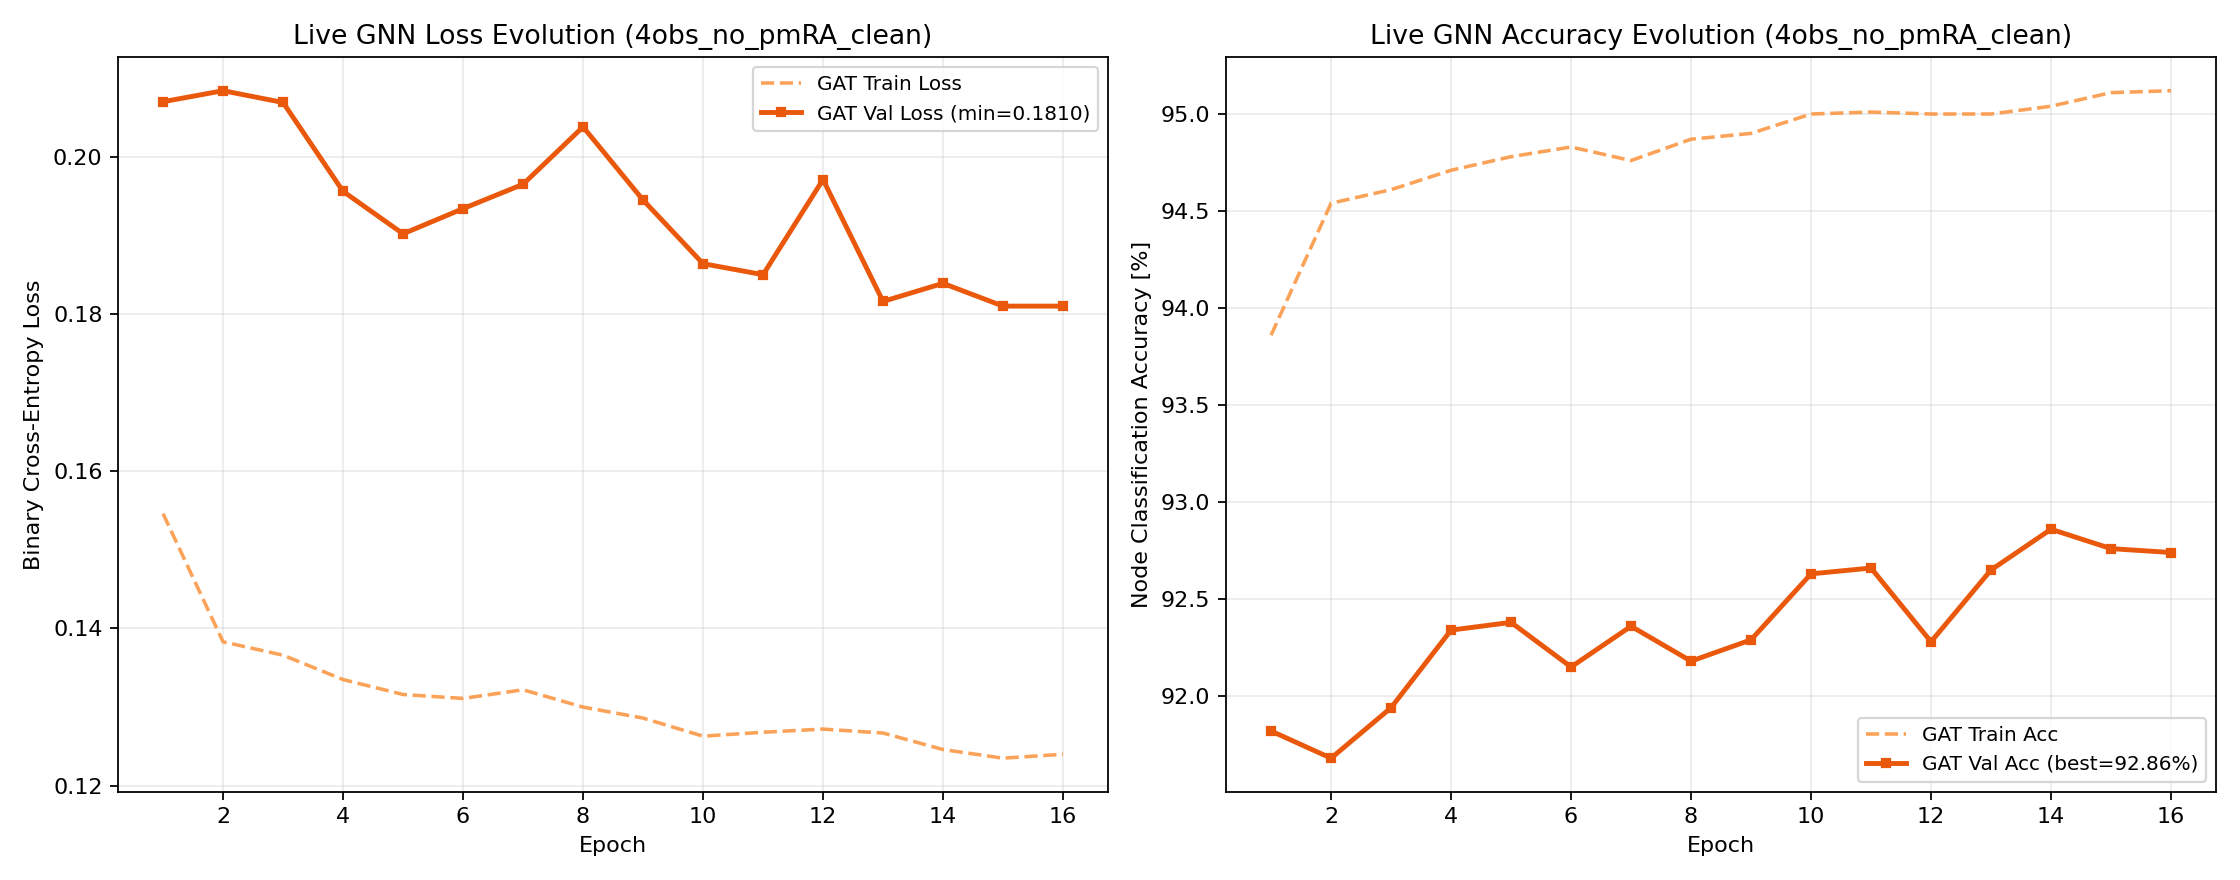 Live GNN Loss Evolution (4obs_no_pmRA_clean)
GAT Train Loss
GAT Val Loss (min=0.1810)
Binary Cross-Entropy Loss
0.20
0.18
0.16
0.14
0.12
2 4 6 8 10 12 14 16
Epoch
Live GNN Accuracy Evolution (4obs_no_pmRA_clean)
Node Classification Accuracy [%]
95.0
94.5
94.0
93.5
93.0
92.5
92.0
GAT Train Acc
GAT Val Acc (best=92.86%)
2 4 6 8 10 12 14 16
Epoch